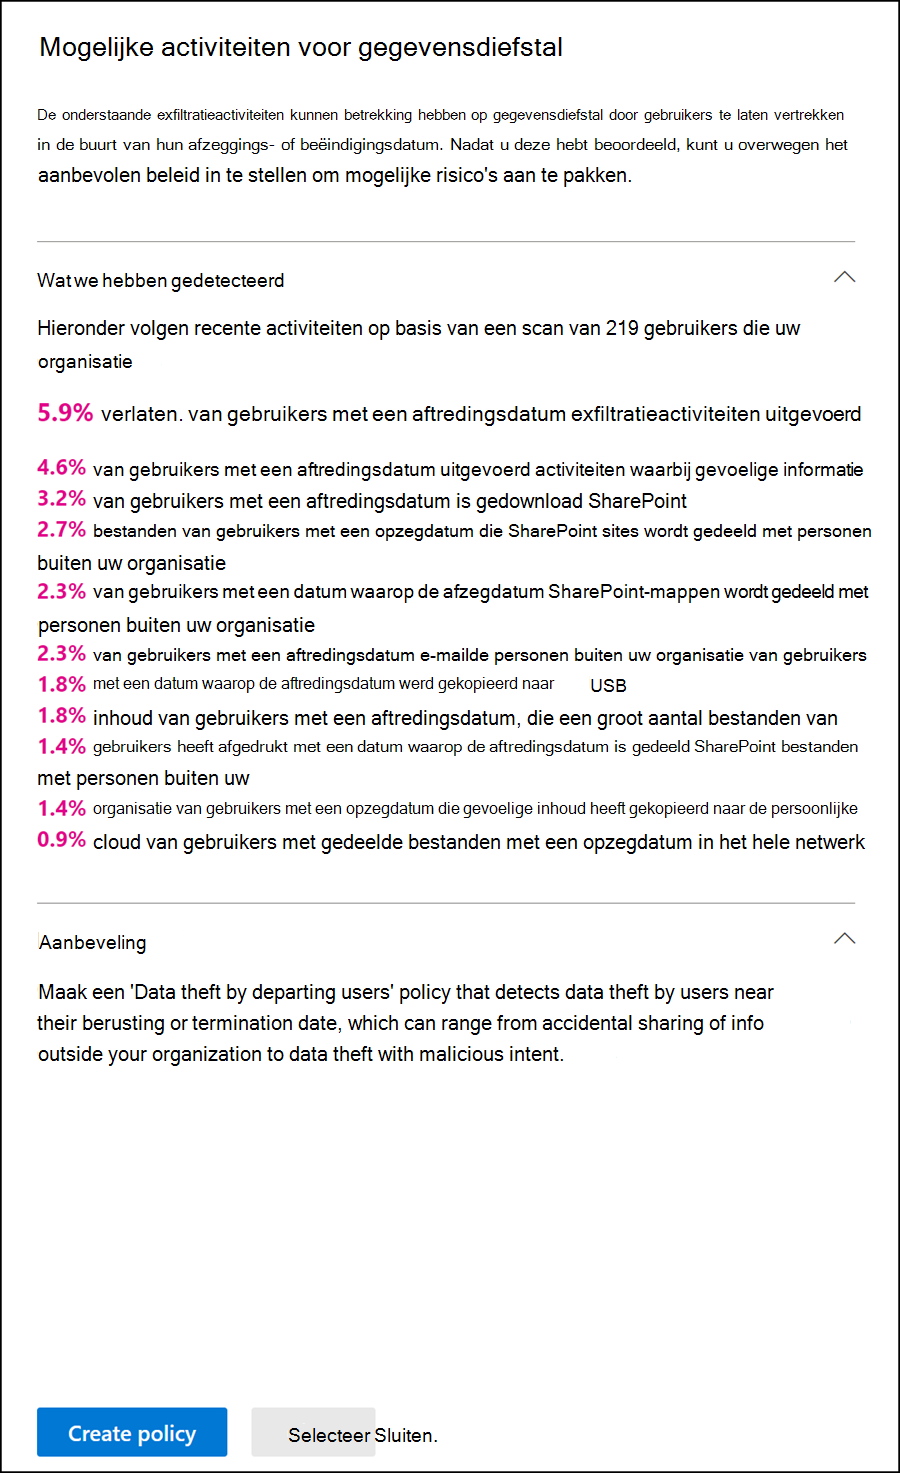 Mogelijke activiteiten voor gegevensdiefstal
De onderstaande exfiltratieactiviteiten kunnen betrekking hebben op gegevensdiefstal door gebruikers te laten vertrekken
in de buurt van hun afzeggings- of beëindigingsdatum. Nadat u deze hebt beoordeeld, kunt u overwegen het
aanbevolen beleid in te stellen om mogelijke risico's aan te pakken.
Wat we hebben gedetecteerd
Hieronder volgen recente activiteiten op basis van een scan van 219 gebruikers die uw
organisatie
5.9% verlaten. van gebruikers met een aftredingsdatum exfiltratieactiviteiten uitgevoerd
4.6% van gebruikers met een aftredingsdatum uitgevoerd activiteiten waarbij gevoelige informatie
3.2% van gebruikers met een aftredingsdatum is gedownload SharePoint
2.7% bestanden van gebruikers met een opzegdatum die SharePoint sites wordt gedeeld met personen
buiten uw organisatie
2.3% van gebruikers met een datum waarop de afzegdatum SharePoint-mappen wordt gedeeld met
personen buiten uw organisatie
2.3% van gebruikers met een aftredingsdatum e-mailde personen buiten uw organisatie van gebruikers
1.8% met een datum waarop de aftredingsdatum werd gekopieerd naar USB
1.8% inhoud van gebruikers met een aftredingsdatum, die een groot aantal bestanden van
1.4% gebruikers heeft afgedrukt met een datum waarop de aftredingsdatum is gedeeld SharePoint bestanden
met personen buiten uw
1.4% organisatie van gebruikers met een opzegdatum die gevoelige inhoud heeft gekopieerd naar de persoonlijke
0.9% cloud van gebruikers met gedeelde bestanden met een opzegdatum in het hele netwerk
Aanbeveling
Maak een 'Data theft by departing users' policy that detects data theft by users near
their berusting or termination date, which can range from accidental sharing of info
outside your organization to data theft with malicious intent.
Create policy
Selecteer Sluiten.